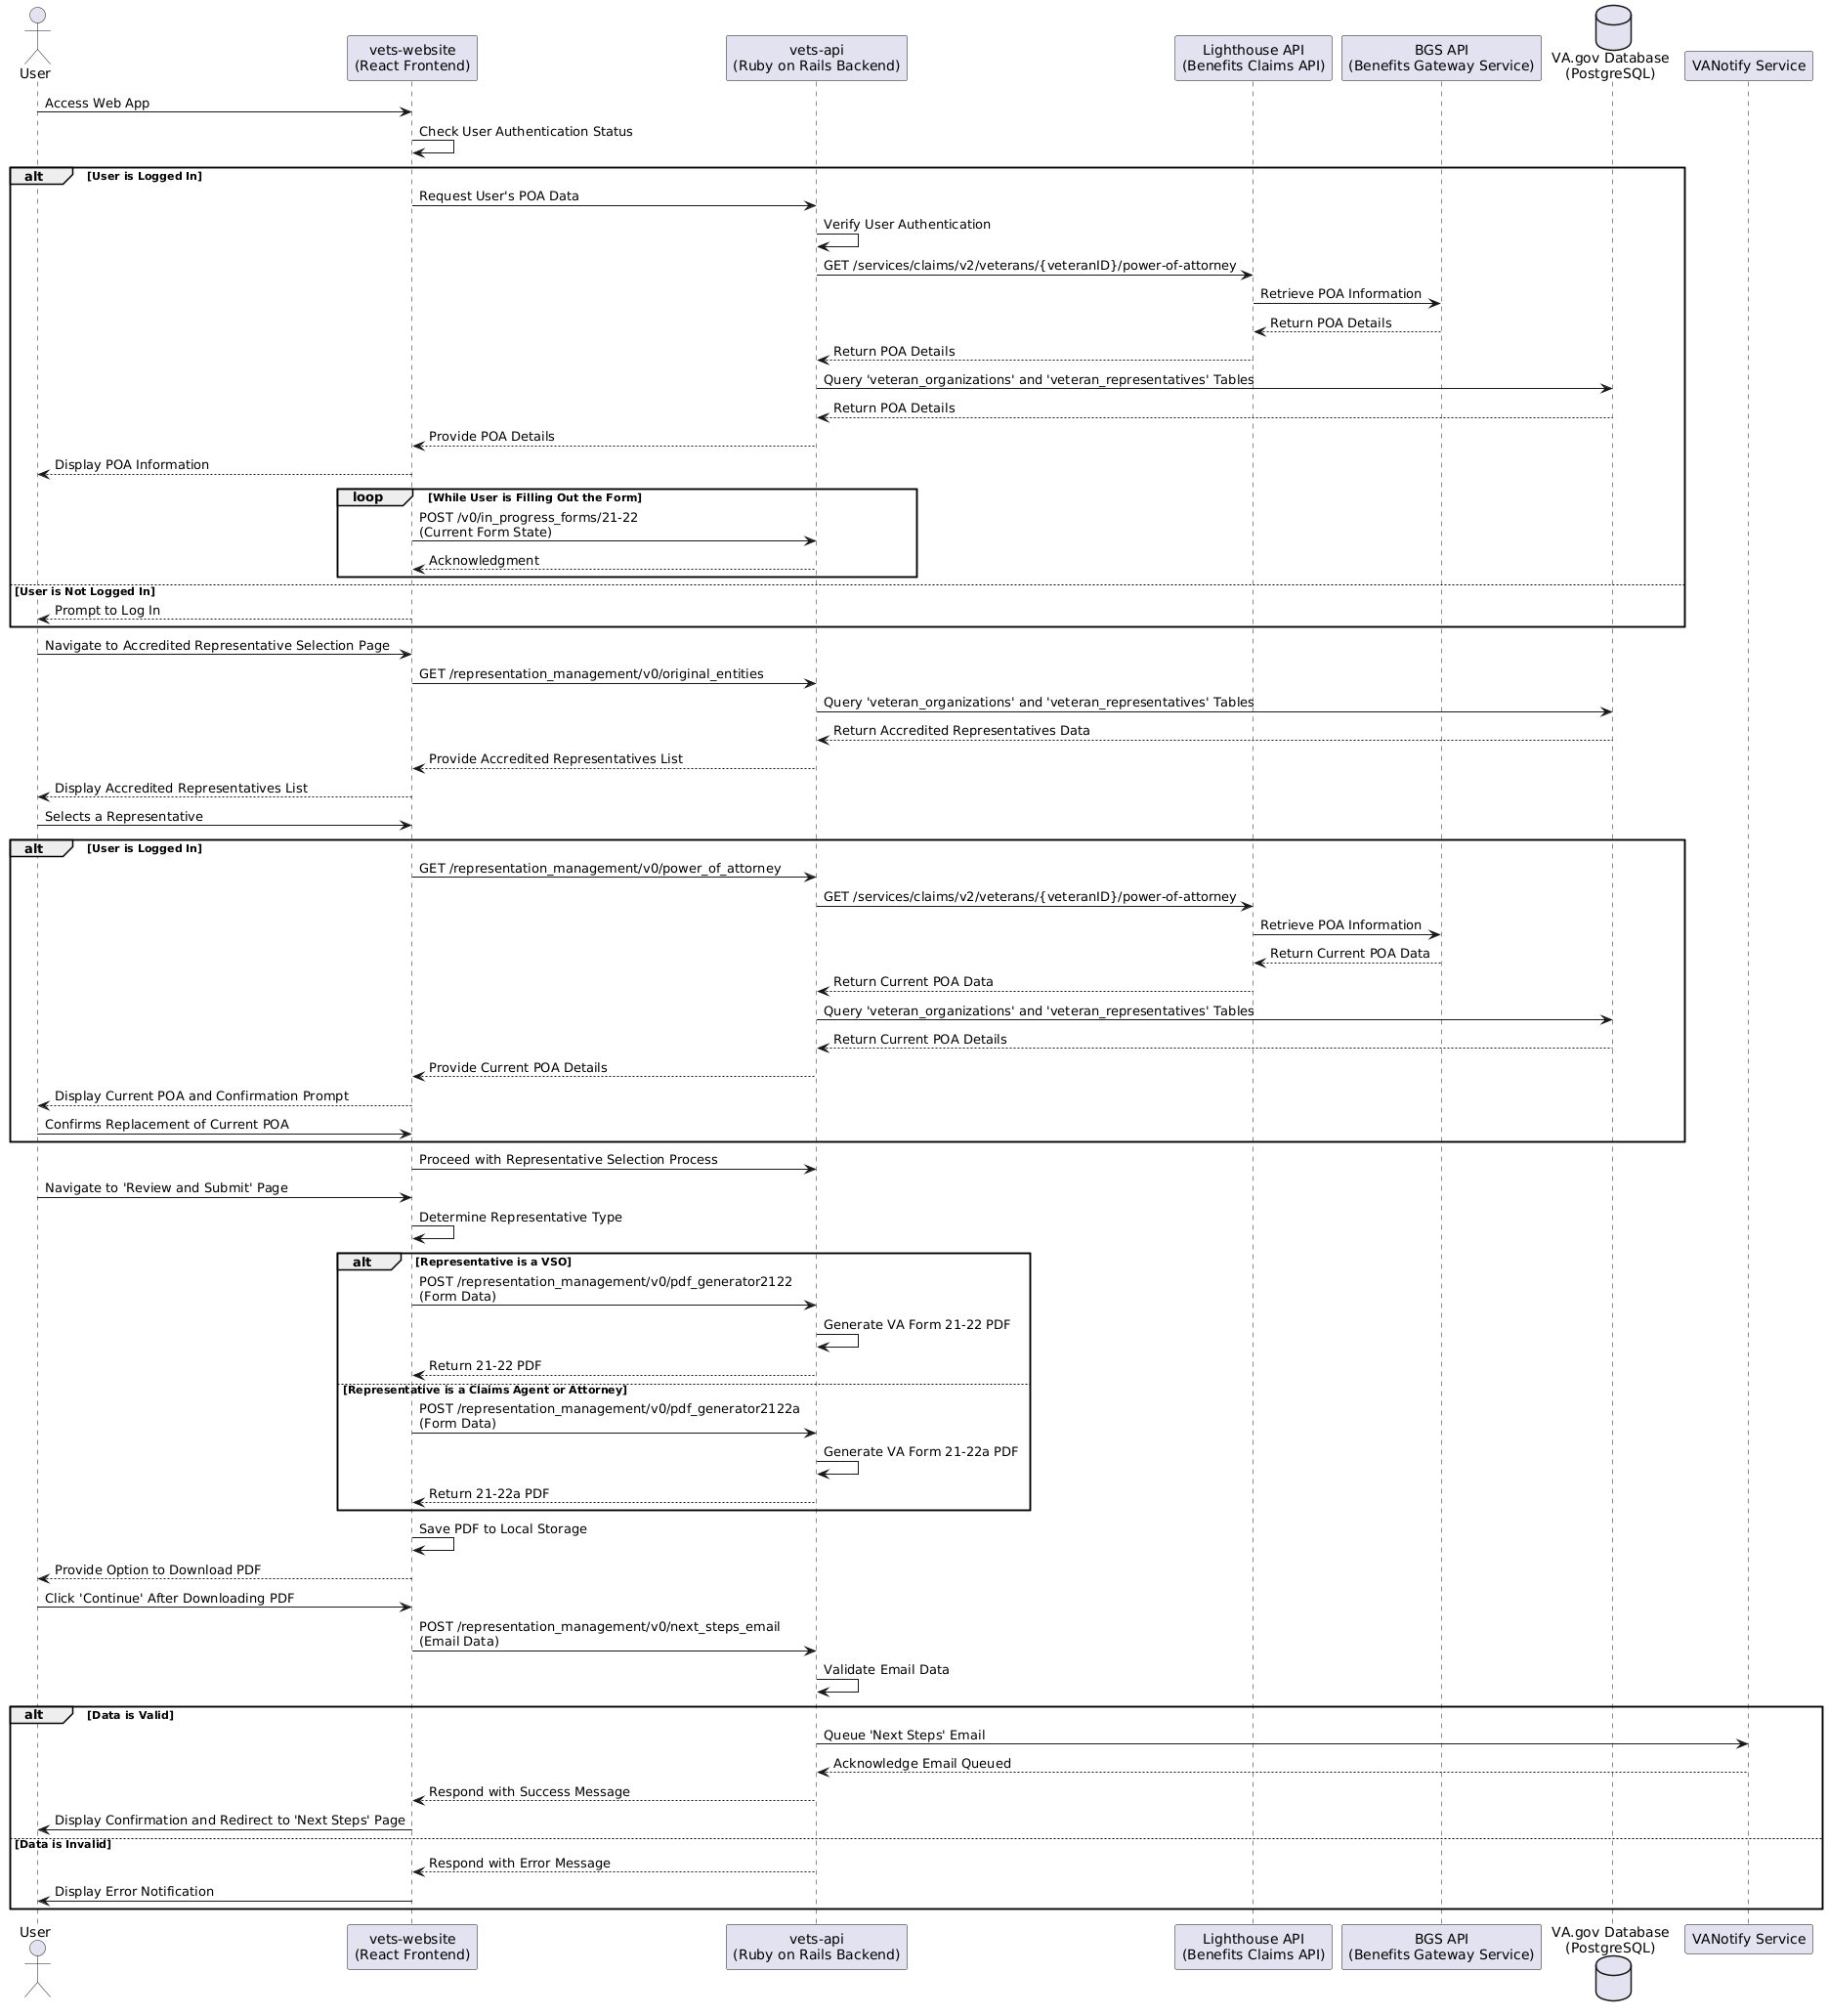 User
vets-website
(React Frontend)
vets-api
(Ruby on Rails Backend)
Lighthouse API
(Benefits Claims API)
BGS API
(Benefits Gateway Service)
VA.gov Database
(PostgreSQL)
VANotify Service
Access Web App
Check User Authentication Status
alt [User is Logged In]
Request User's POA Data
Verify User Authentication
GET /services/claims/v2/veterans/{veteranID}/power-of-attorney
Retrieve POA Information
Return POA Details
Return POA Details
Query 'veteran_organizations' and 'veteran_representatives' Tables
Return POA Details
Provide POA Details
Display POA Information
loop [While User is Filling Out the Form]
POST /v0/in_progress_forms/21-22
(Current Form State)
Acknowledgment
[User is Not Logged In]
Prompt to Log In
Navigate to Accredited Representative Selection Page
GET /representation_management/v0/original_entities
Query 'veteran_organizations' and 'veteran_representatives' Tables
Return Accredited Representatives Data
Provide Accredited Representatives List
Display Accredited Representatives List
Selects a Representative
alt [User is Logged In]
GET /representation_management/v0/power_of_attorney
GET /services/claims/v2/veterans/{veteranID}/power-of-attorney
Retrieve POA Information
Return Current POA Data
Return Current POA Data
Query 'veteran_organizations' and 'veteran_representatives' Tables
Return Current POA Details
Provide Current POA Details
Display Current POA and Confirmation Prompt
Confirms Replacement of Current POA
Proceed with Representative Selection Process
Navigate to 'Review and Submit' Page
Determine Representative Type
alt [Representative is a VSO]
POST /representation_management/v0/pdf_generator2122
(Form Data)
Generate VA Form 21-22 PDF
Return 21-22 PDF
[Representative is a Claims Agent or Attorney]
POST /representation_management/v0/pdf_generator2122a
(Form Data)
Generate VA Form 21-22a PDF
Return 21-22a PDF
Save PDF to Local Storage
Provide Option to Download PDF
Click 'Continue' After Downloading PDF
POST /representation_management/v0/next_steps_email
(Email Data)
Validate Email Data
alt [Data is Valid]
Queue 'Next Steps' Email
Acknowledge Email Queued
Respond with Success Message
Display Confirmation and Redirect to 'Next Steps' Page
[Data is Invalid]
Respond with Error Message
Display Error Notification
User
vets-website
(React Frontend)
vets-api
(Ruby on Rails Backend)
Lighthouse API
(Benefits Claims API)
BGS API
(Benefits Gateway Service)
VA.gov Database
(PostgreSQL)
VANotify Service